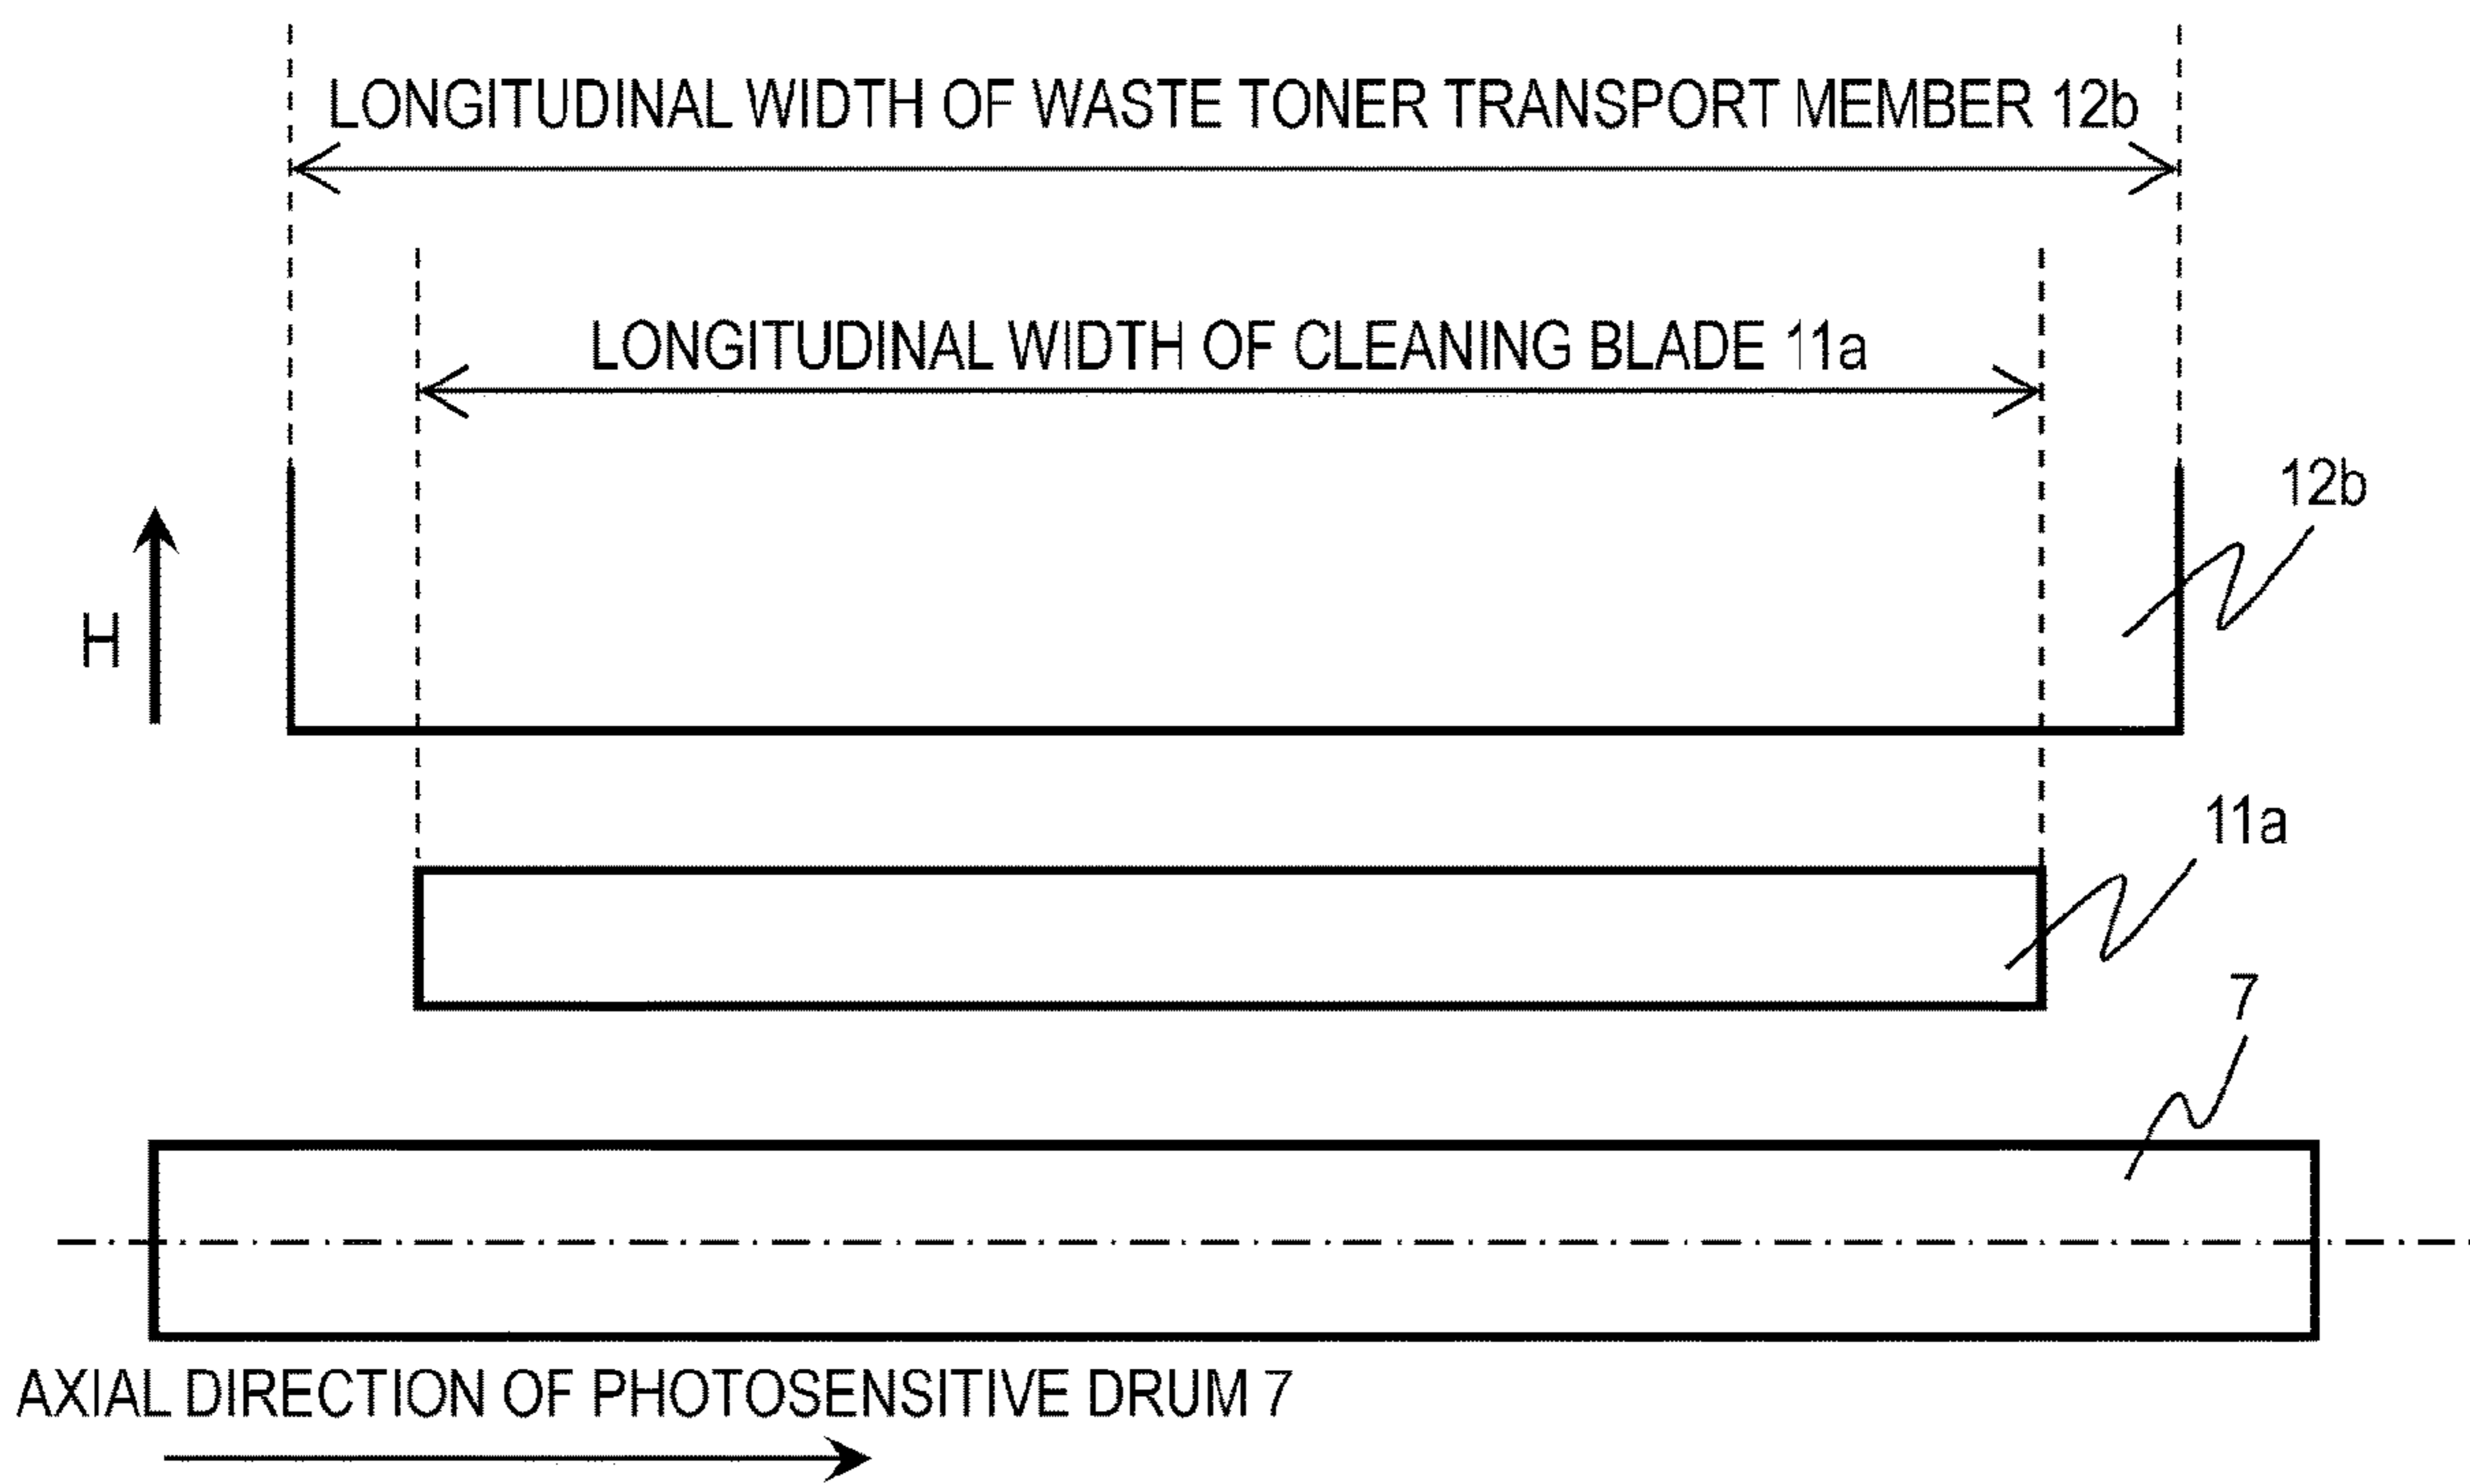 LONGITUDINAL WIDTH OF WASTE TONER TRANSPORT MEMBER 12b
LONGITUDINAL WIDTH OF CLEANING BLADE 11a
12b
H
11a
7
AXIAL DIRECTION OF PHOTOSENSITIVE DRUM 7